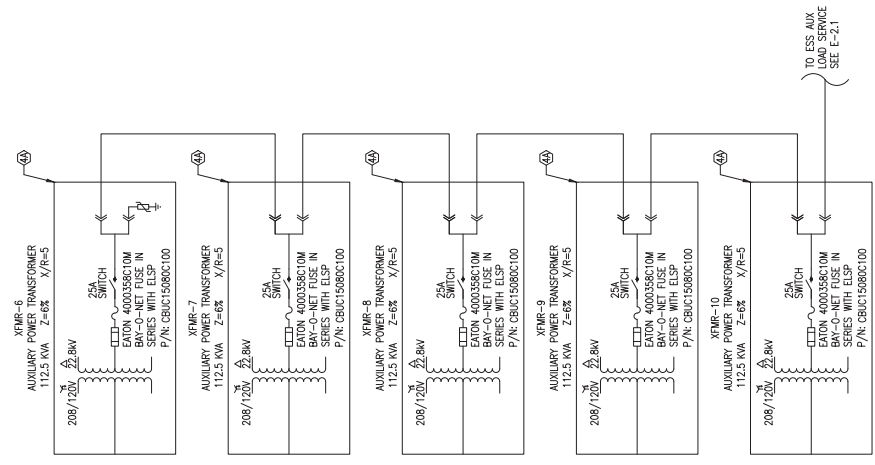 TO ESS AUX
LOAD SERVICE
SEE E-2.1
4A
XFMR-6
AUXILIARY POWER TRANSFORMER
112.5 KVA Z=6% X/R=5
208/120V
22.8kV
25A
SWITCH
EATON 4000358C10M
BAY-O-NET FUSE IN
SERIES WITH ELSP
P/N: CBUC15080C100
4A
XFMR-7
AUXILIARY POWER TRANSFORMER
112.5 KVA Z=6% X/R=5
208/120V
22.8kV
25A
SWITCH
EATON 4000358C10M
BAY-O-NET FUSE IN
SERIES WITH ELSP
P/N: CBUC15080C100
4A
XFMR-8
AUXILIARY POWER TRANSFORMER
112.5 KVA Z=6% X/R=5
208/120V
22.8kV
25A
SWITCH
EATON 4000358C10M
BAY-O-NET FUSE IN
SERIES WITH ELSP
P/N: CBUC15080C100
4A
XFMR-9
AUXILIARY POWER TRANSFORMER
112.5 KVA Z=6% X/R=5
208/120V
22.8kV
25A
SWITCH
EATON 4000358C10M
BAY-O-NET FUSE IN
SERIES WITH ELSP
P/N: CBUC15080C100
4A
XFMR-10
AUXILIARY POWER TRANSFORMER
112.5 KVA Z=6% X/R=5
208/120V
22.8kV
25A
SWITCH
EATON 4000358C10M
BAY-O-NET FUSE IN
SERIES WITH ELSP
P/N: CBUC15080C100